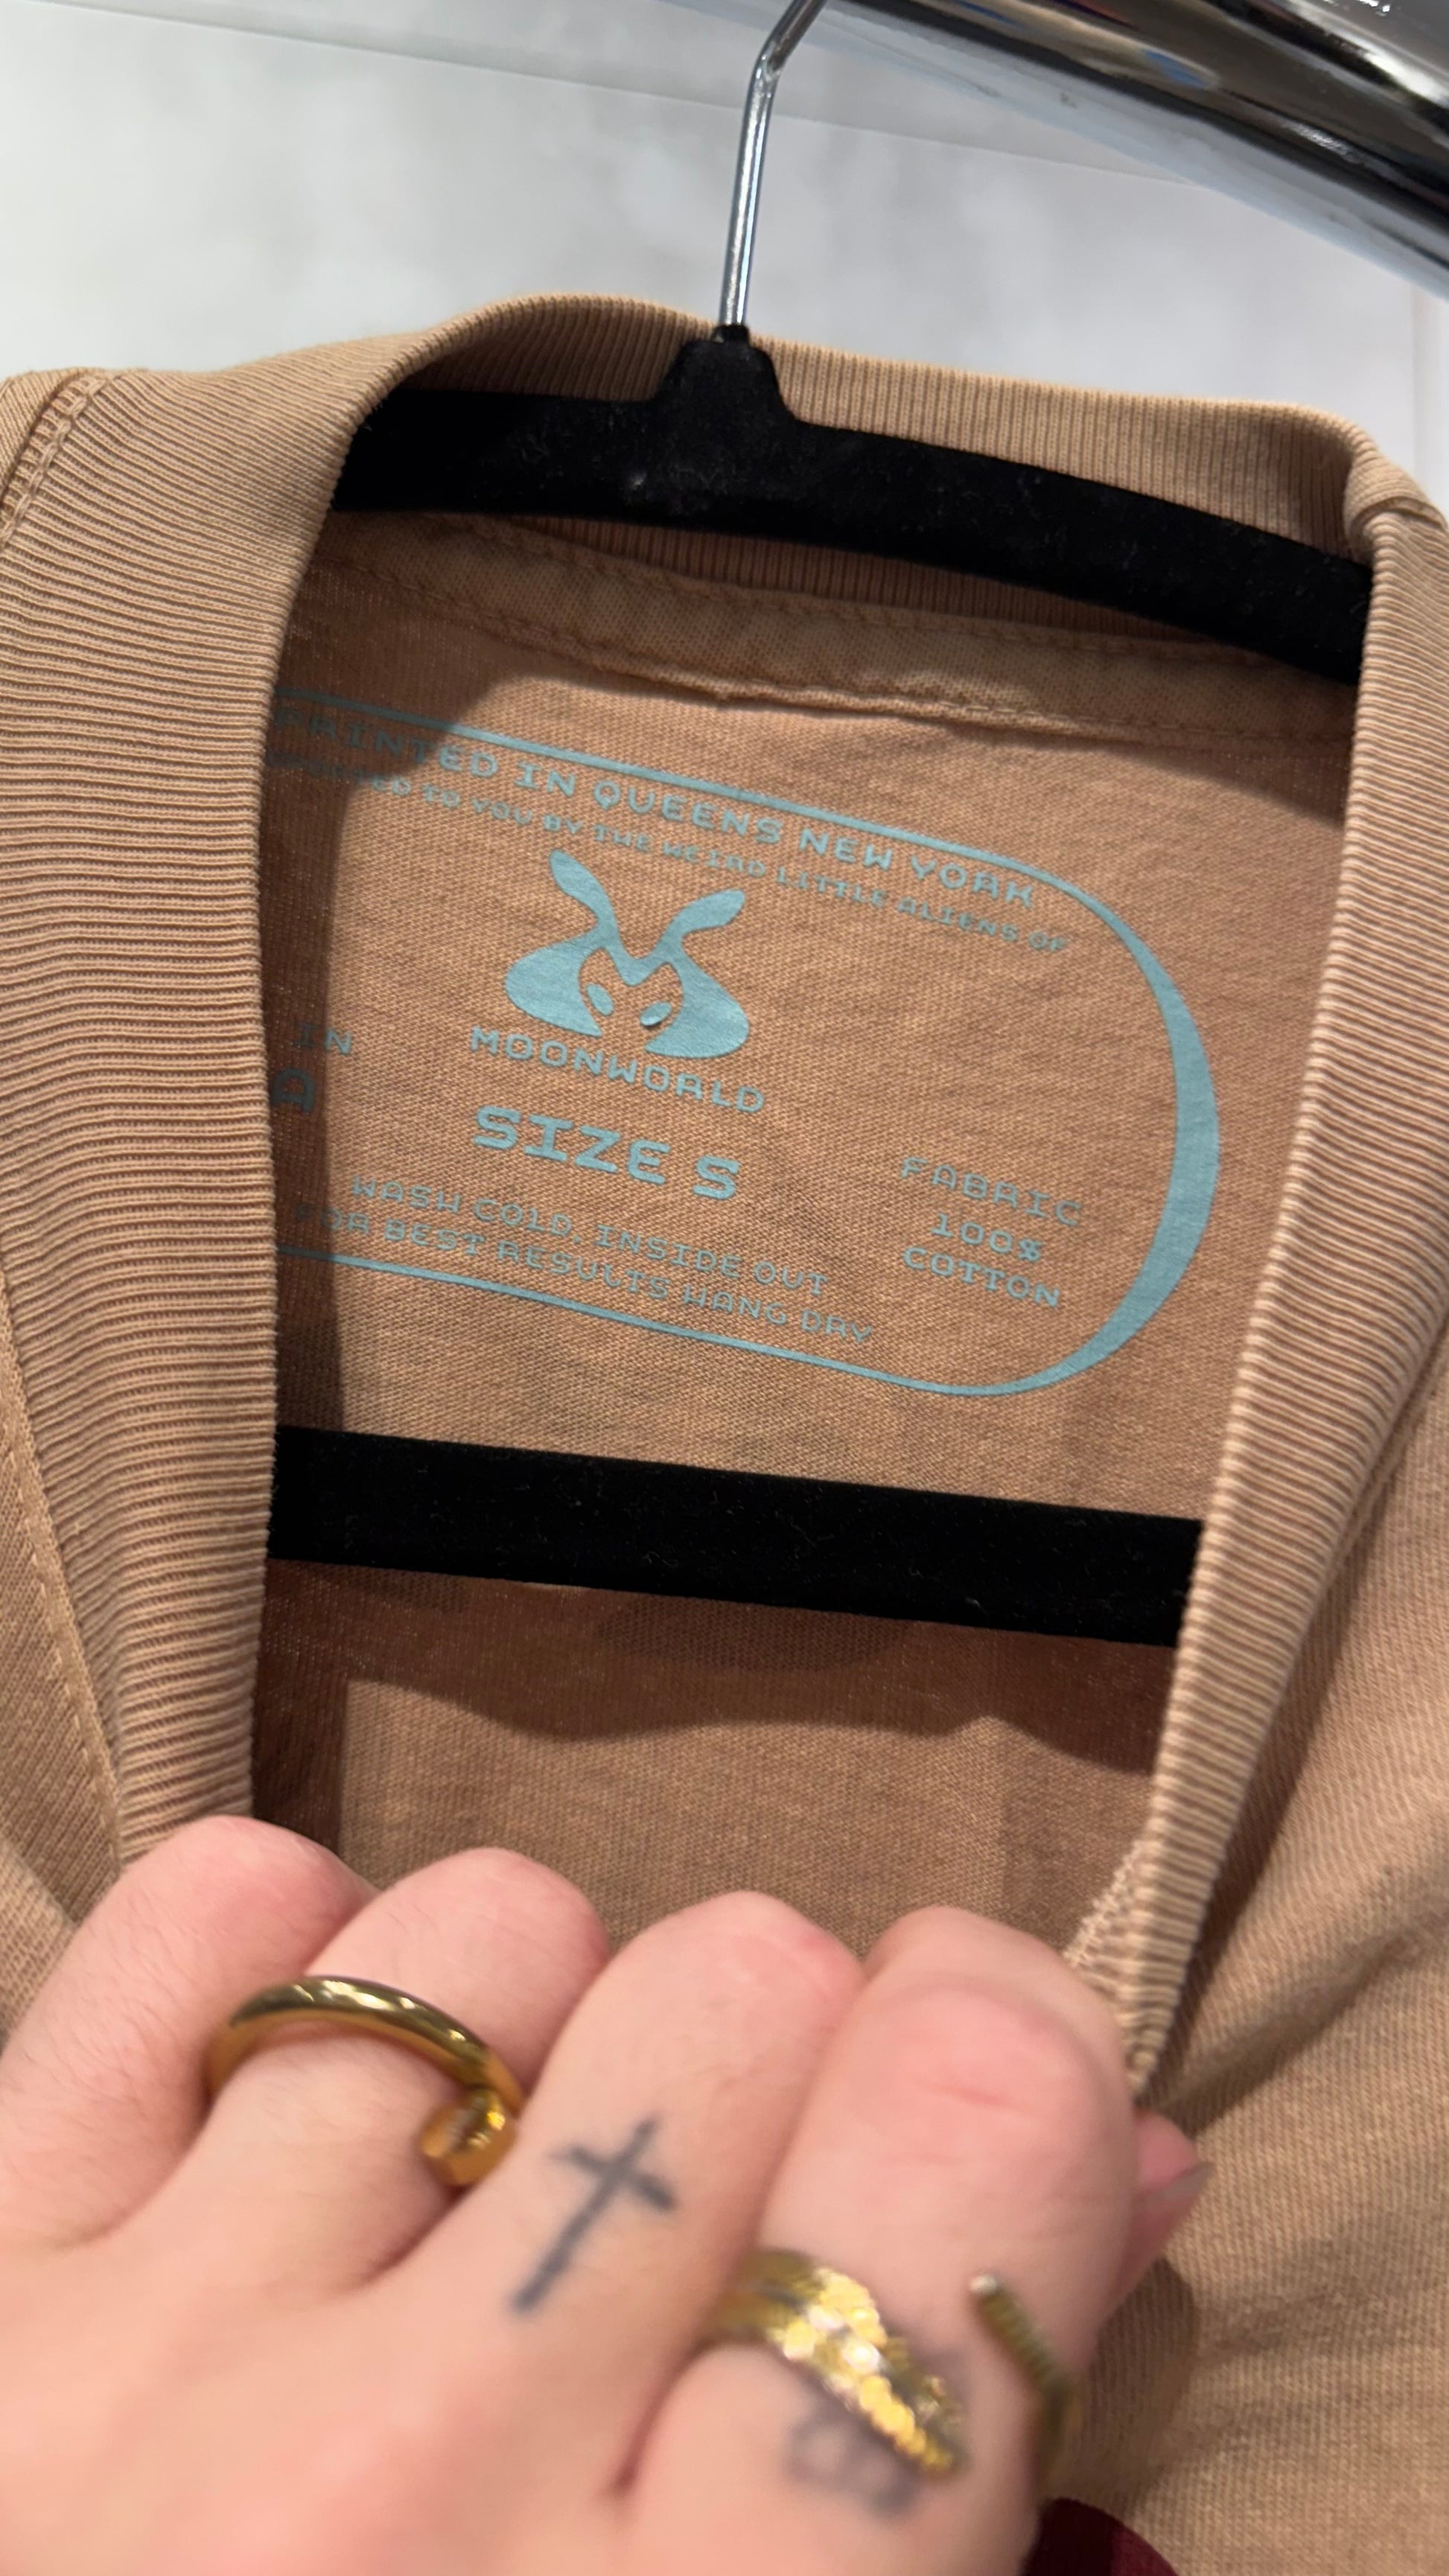 PRINTED IN QUEENS NEW YORK
TO YOU BY THE WEIRD LITTLE ALIENS OF
MOONWORLD
SIZE S
IN
FABRIC
100%
COTTON
WASH COLD, INSIDE OUT
FOR BEST RESULTS HANG DRY